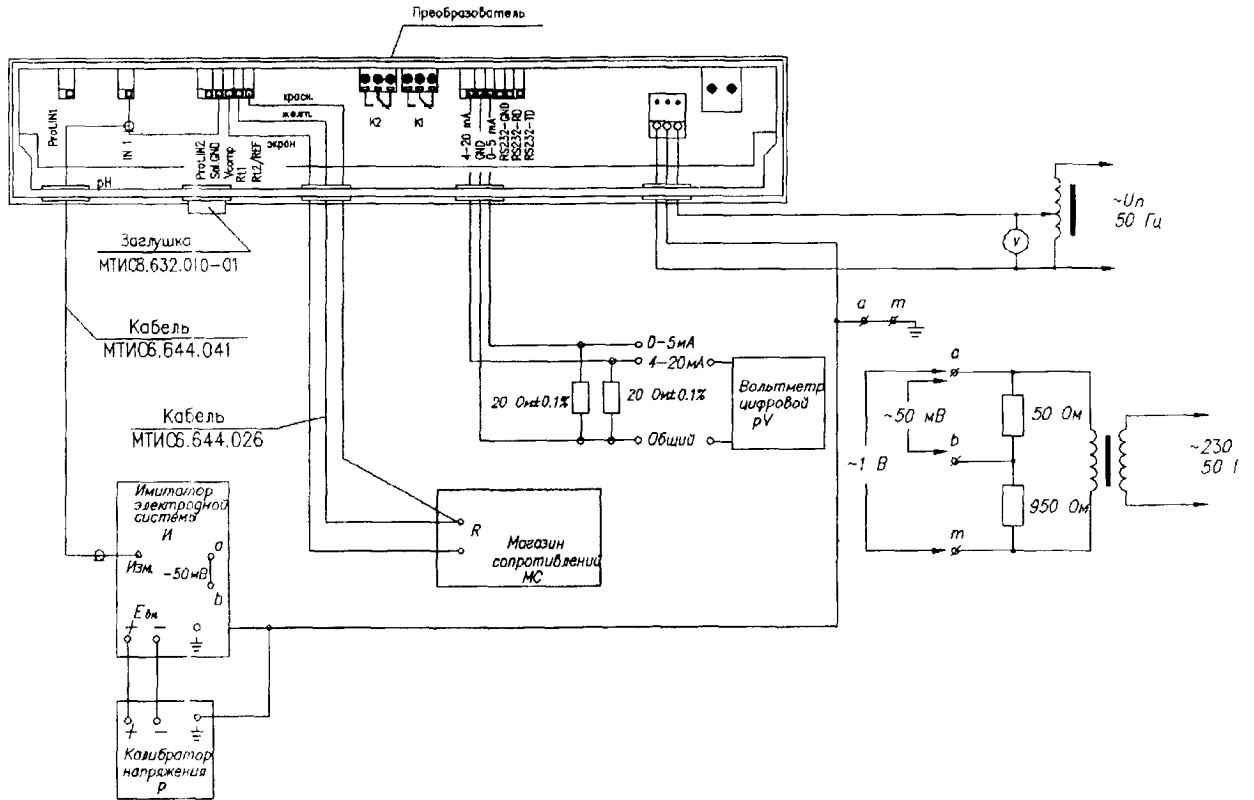 Преобразователь
ProLIN1
IN 1
ProLIN2
Sol.GND
Vcomp
Rt1
Rt2/REF
красн.
желт.
экран
K2
K1
4-20 mA
GND
0-5 mA
RS232-GND
RS232-RD
RS232-TD
pH
Заглушка
МТИС8.632.010-01
Кабель
МТИС6.644.041
Кабель
МТИС6.644.026
~Uп
50 Гц
V
a
m
0-5мА
4-20мА
20 Ом±0.1%
20 Ом±0.1%
Общий
Вольтметр
цифровой
pV
a
~50 мВ
50 Ом
b
~1 В
950 Ом
m
~230
50 Г
Имитатор
электродной
системы
И
Изм.
a
-50мВ
b
Eвн
+
−
R
Магазин
сопротивлений
МС
+
−
Калибратор
напряжения
P